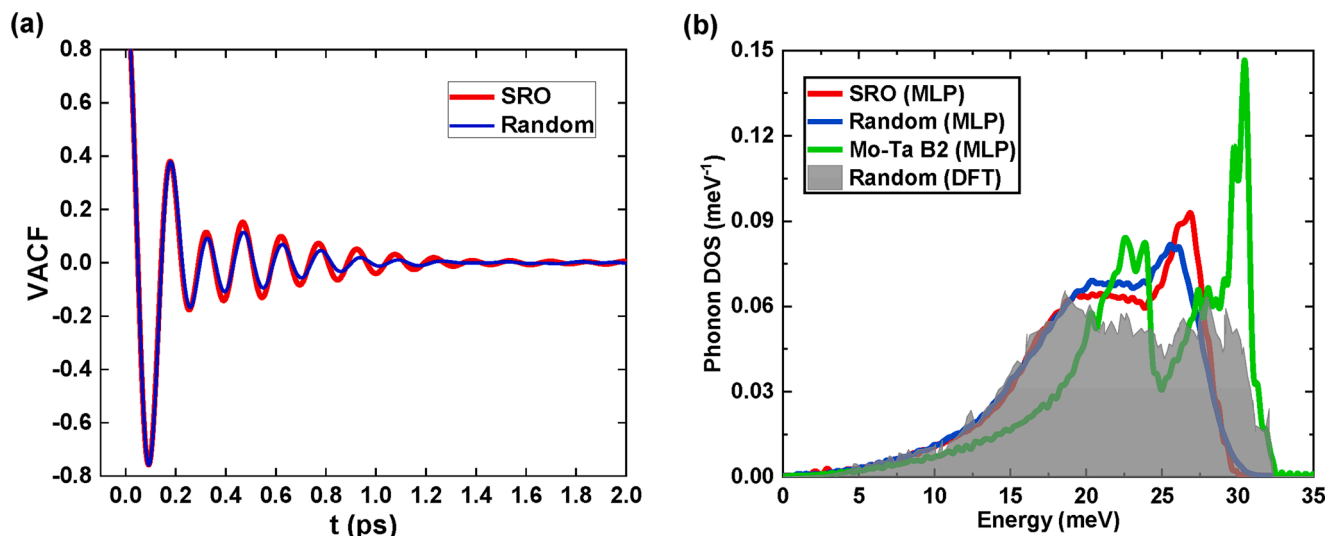 (a)
0.8
0.6
0.4
0.2
0.0
-0.2
-0.4
-0.6
-0.8
VACF
SRO
Random
0.0 0.2 0.4 0.6 0.8 1.0 1.2 1.4 1.6 1.8 2.0
t (ps)
(b)
0.15
0.12
0.09
0.06
0.03
0.00
Phonon DOS (meV⁻¹)
SRO (MLP)
Random (MLP)
Mo-Ta B2 (MLP)
Random (DFT)
0 5 10 15 20 25 30 35
Energy (meV)